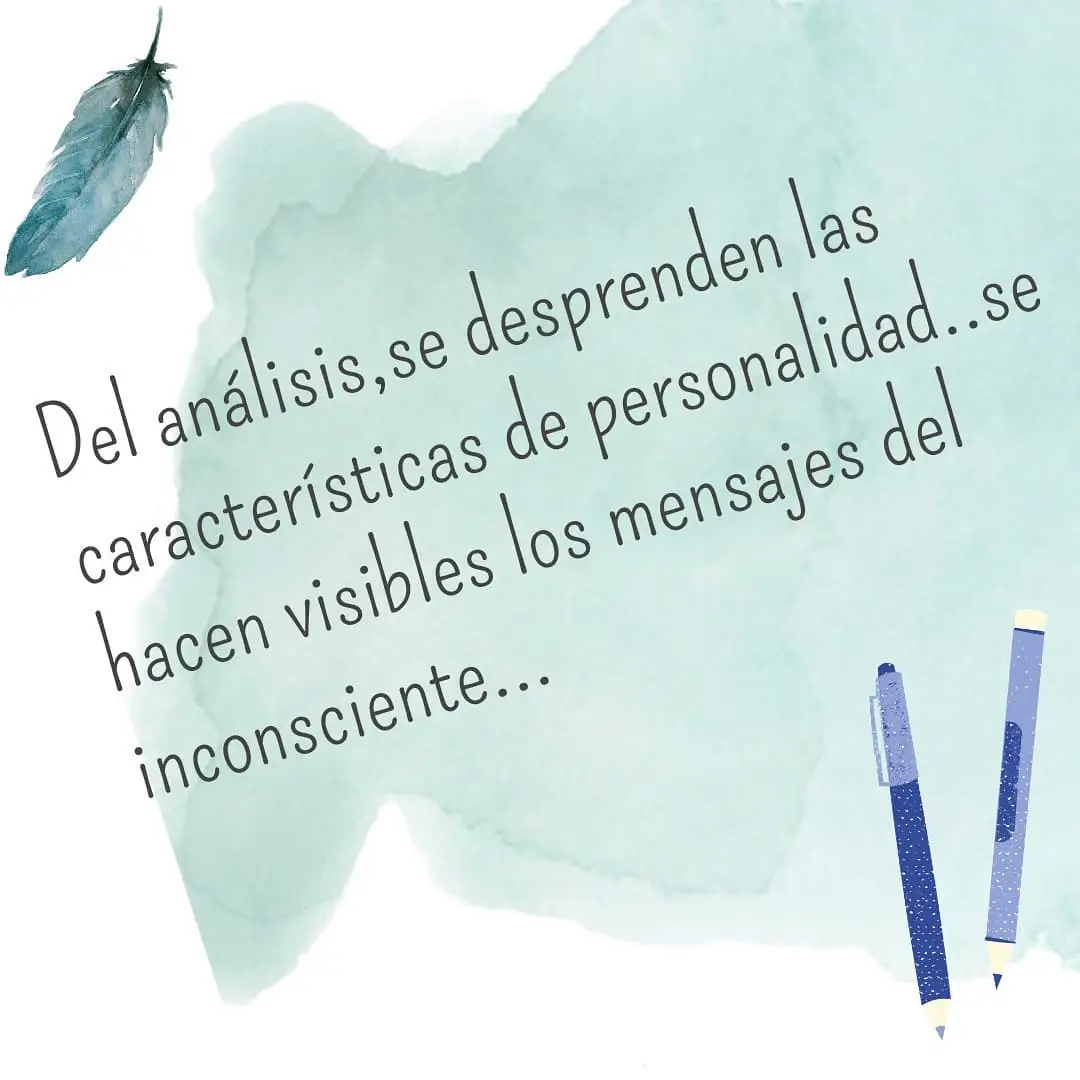 Del análisis,se desprenden las
características de personalidad..se
hacen visibles los mensajes del
inconsciente...